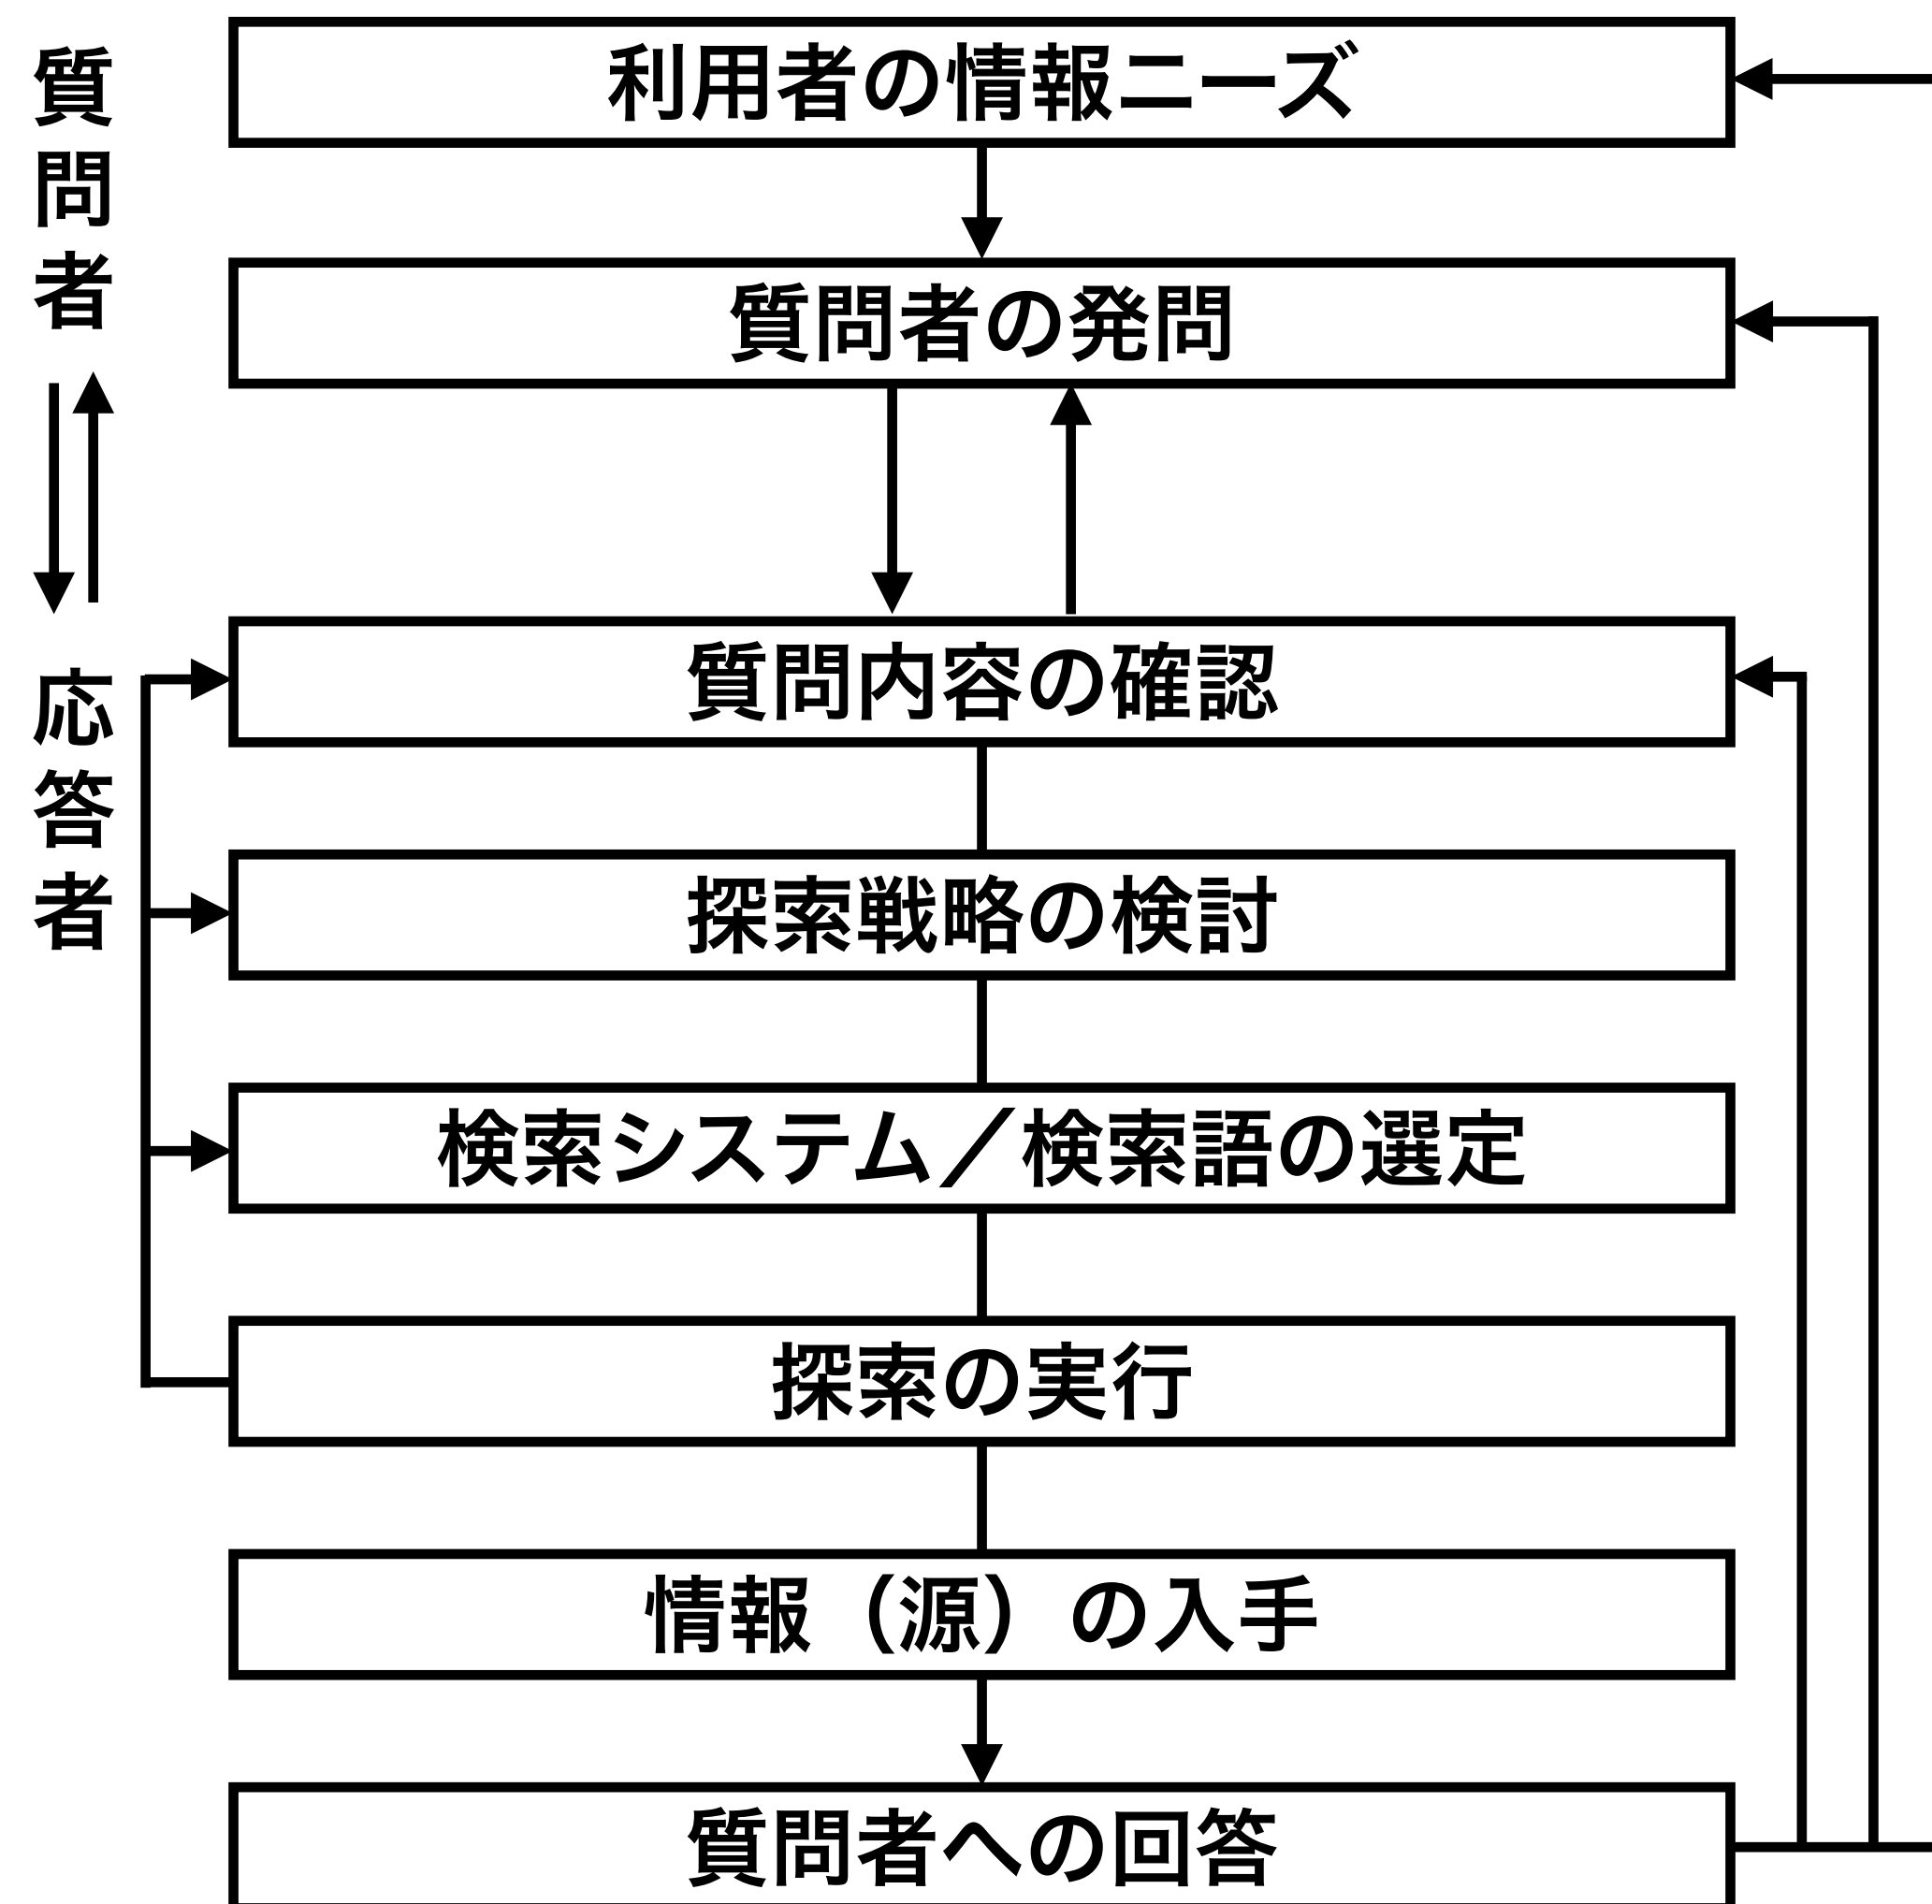 質問者
応答者
利用者の情報ニーズ
質問者の発問
質問内容の確認
探索戦略の検討
検索システム／検索語の選定
探索の実行
情報（源）の入手
質問者への回答